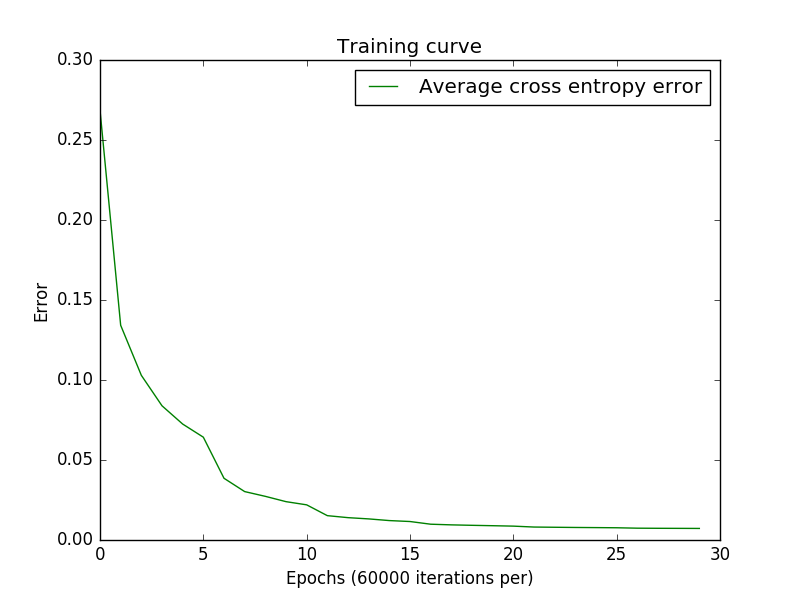 Training curve
Average cross entropy error
0.30
0.25
0.20
0.15
0.10
0.05
0.00
Error
0 5 10 15 20 25 30
Epochs (60000 iterations per)